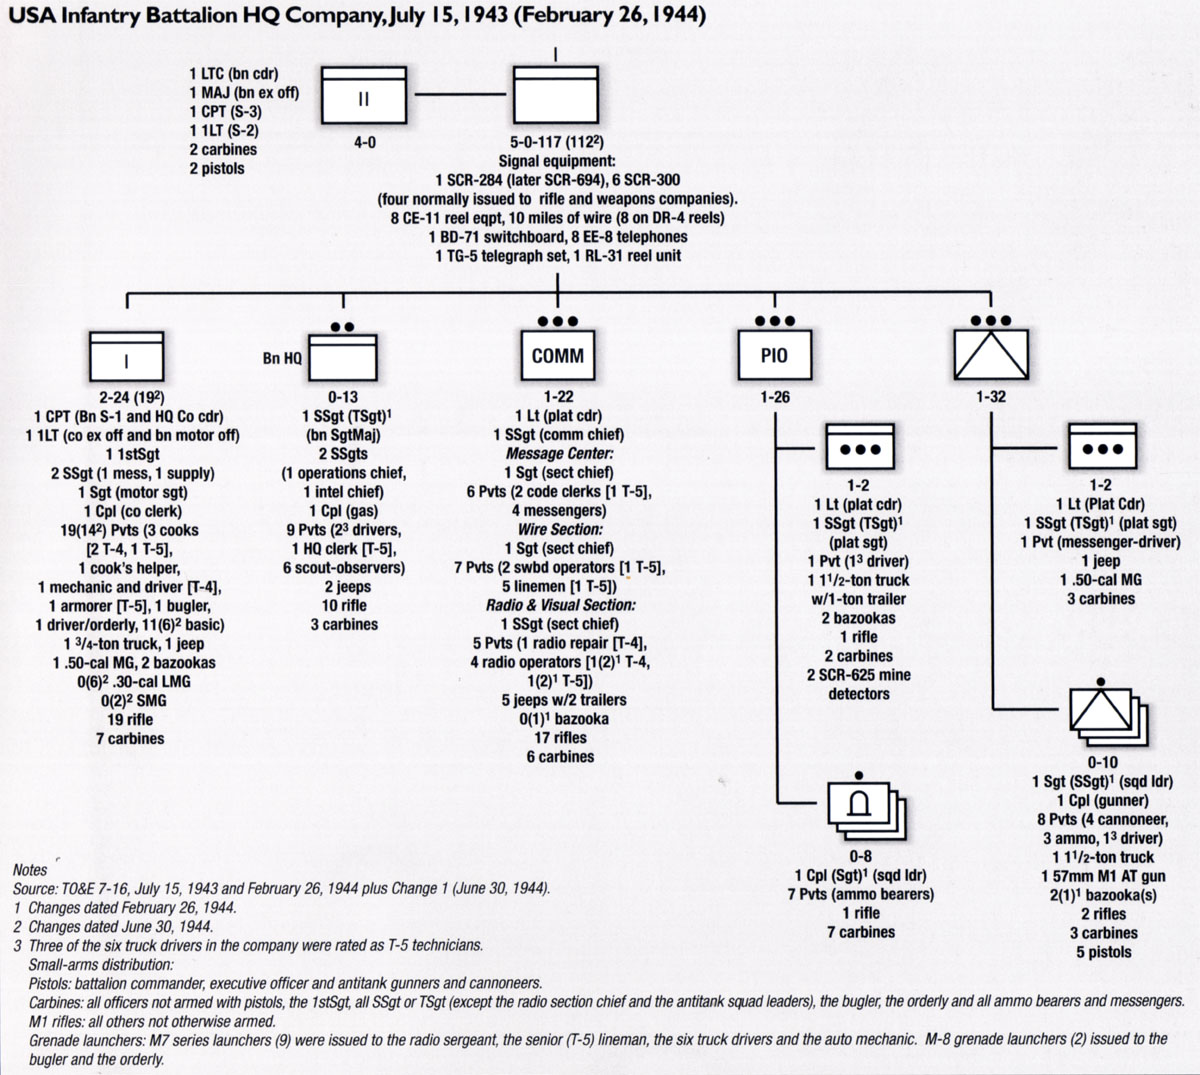 USA Infantry Battalion HQ Company, July 15, 1943 (February 26, 1944)
1 LTC (bn cdr)
1 MAJ (bn ex off)
1 CPT (S-3)
1 1LT (S-2)
2 carbines
2 pistols
II
4-0
I
5-0-117 (112²)
Signal equipment:
1 SCR-284 (later SCR-694), 6 SCR-300
(four normally issued to rifle and weapons companies).
8 CE-11 reel eqpt, 10 miles of wire (8 on DR-4 reels)
1 BD-71 switchboard, 8 EE-8 telephones
1 TG-5 telegraph set, 1 RL-31 reel unit
I
2-24 (19²)
1 CPT (Bn S-1 and HQ Co cdr)
1 1LT (co ex off and bn motor off)
1 1stSgt
2 SSgt (1 mess, 1 supply)
1 Sgt (motor sgt)
1 Cpl (co clerk)
19(14²) Pvts (3 cooks
[2 T-4, 1 T-5],
1 cook's helper,
1 mechanic and driver [T-4],
1 armorer [T-5], 1 bugler,
1 driver/orderly, 11(6)² basic)
1 3/4-ton truck, 1 jeep
1 .50-cal MG, 2 bazookas
0(6)² .30-cal LMG
0(2)² SMG
19 rifle
7 carbines
Bn HQ
0-13
1 SSgt (TSgt)¹
(bn SgtMaj)
2 SSgts
(1 operations chief,
1 intel chief)
1 Cpl (gas)
9 Pvts (2³ drivers,
1 HQ clerk [T-5],
6 scout-observers)
2 jeeps
10 rifle
3 carbines
COMM
1-22
1 Lt (plat cdr)
1 SSgt (comm chief)
Message Center:
1 Sgt (sect chief)
6 Pvts (2 code clerks [1 T-5],
4 messengers)
Wire Section:
1 Sgt (sect chief)
7 Pvts (2 swbd operators [1 T-5],
5 linemen [1 T-5])
Radio & Visual Section:
1 SSgt (sect chief)
5 Pvts (1 radio repair [T-4],
4 radio operators [1(2)¹ T-4,
1(2)¹ T-5])
5 jeeps w/2 trailers
0(1)¹ bazooka
17 rifles
6 carbines
PIO
1-26
1-2
1 Lt (plat cdr)
1 SSgt (TSgt)¹
(plat sgt)
1 Pvt (1³ driver)
1 1 1/2-ton truck
w/1-ton trailer
2 bazookas
1 rifle
2 carbines
2 SCR-625 mine
detectors
0-8
1 Cpl (Sgt)¹ (sqd ldr)
7 Pvts (ammo bearers)
1 rifle
7 carbines
1-32
1-2
1 Lt (Plat Cdr)
1 SSgt (TSgt)¹ (plat sgt)
1 Pvt (messenger-driver)
1 jeep
1 .50-cal MG
3 carbines
0-10
1 Sgt (SSgt)¹ (sqd ldr)
1 Cpl (gunner)
8 Pvts (4 cannoneer,
3 ammo, 1³ driver)
1 1 1/2-ton truck
1 57mm M1 AT gun
2(1)¹ bazooka(s)
2 rifles
3 carbines
5 pistols
Notes
Source: TO&E 7-16, July 15, 1943 and February 26, 1944 plus Change 1 (June 30, 1944).
1 Changes dated February 26, 1944.
2 Changes dated June 30, 1944.
3 Three of the six truck drivers in the company were rated as T-5 technicians.
Small-arms distribution:
Pistols: battalion commander, executive officer and antitank gunners and cannoneers.
Carbines: all officers not armed with pistols, the 1stSgt, all SSgt or TSgt (except the radio section chief and the antitank squad leaders), the bugler, the orderly and all ammo bearers and messengers.
M1 rifles: all others not otherwise armed.
Grenade launchers: M7 series launchers (9) were issued to the radio sergeant, the senior (T-5) lineman, the six truck drivers and the auto mechanic. M-8 grenade launchers (2) issued to the
bugler and the orderly.